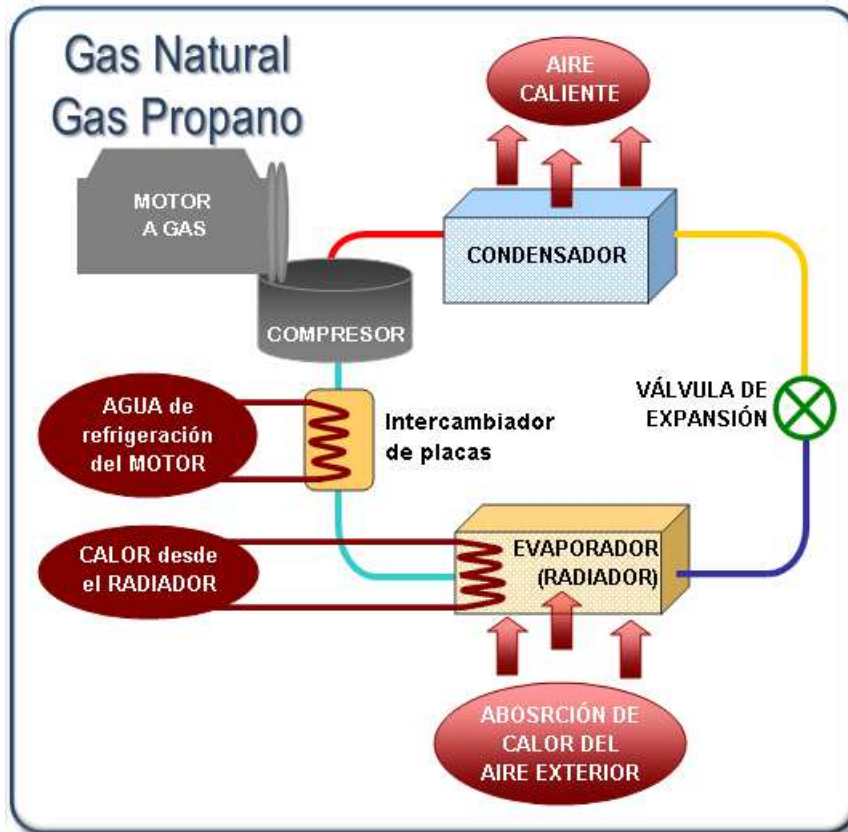 Gas Natural
Gas Propano
AIRE
CALIENTE
MOTOR
A GAS
CONDENSADOR
COMPRESOR
VÁLVULA DE
EXPANSIÓN
AGUA de
refrigeración
del MOTOR
Intercambiador
de placas
CALOR desde
el RADIADOR
EVAPORADOR
(RADIADOR)
ABOSRCIÓN DE
CALOR DEL
AIRE EXTERIOR